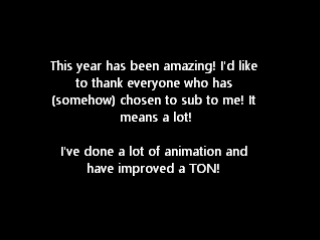 This year has been amazing! I'd like
to thank everyone who has
(somehow) chosen to sub to me! It
means a lot!
I've done a lot of animation and
have improved a TON!